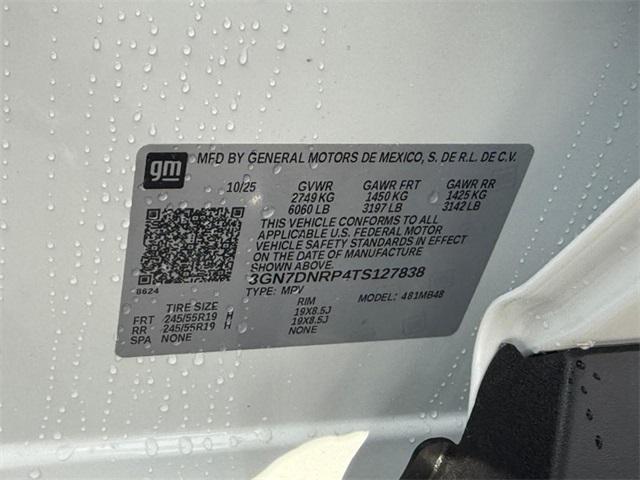 gm
MFD BY GENERAL MOTORS DE MEXICO, S. DE R.L. DE C.V.
10/25 GVWR GAWR FRT GAWR RR
2749 KG 1450 KG 1425 KG
6060 LB 3197 LB 3142 LB
THIS VEHICLE CONFORMS TO ALL
APPLICABLE U.S. FEDERAL MOTOR
VEHICLE SAFETY STANDARDS IN EFFECT
ON THE DATE OF MANUFACTURE
SHOWN ABOVE.
3GN7DNRP4TS127838
8624
TYPE: MPV MODEL: 481MB48
TIRE SIZE RIM
FRT 245/55R19 H 19X8.5J
RR 245/55R19 H 19X8.5J
SPA NONE NONE